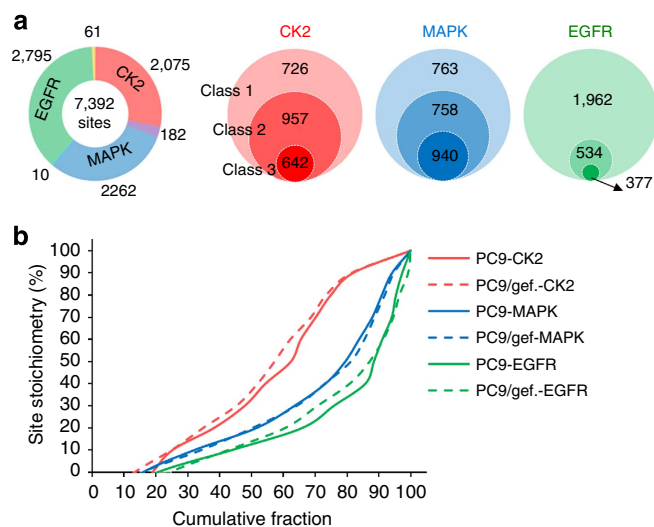 a
61
2,795
2,075
EGFR
CK2
7,392
sites
MAPK
182
10
2262
CK2
MAPK
EGFR
Class 1
Class 2
Class 3
726
957
642
763
758
940
1,962
534
377
b
Site stoichiometry (%)
100
90
80
70
60
50
40
30
20
10
0
0 10 20 30 40 50 60 70 80 90 100
Cumulative fraction
PC9-CK2
PC9/gef.-CK2
PC9-MAPK
PC9/gef-MAPK
PC9-EGFR
PC9/gef.-EGFR